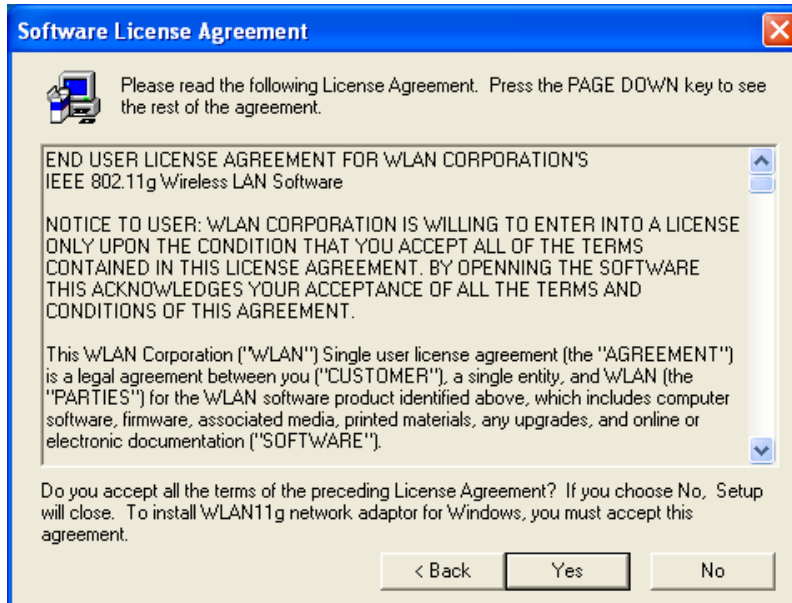 Software License Agreement
Please read the following License Agreement. Press the PAGE DOWN key to see
the rest of the agreement.
END USER LICENSE AGREEMENT FOR WLAN CORPORATION'S
IEEE 802.11g Wireless LAN Software
NOTICE TO USER: WLAN CORPORATION IS WILLING TO ENTER INTO A LICENSE
ONLY UPON THE CONDITION THAT YOU ACCEPT ALL OF THE TERMS
CONTAINED IN THIS LICENSE AGREEMENT. BY OPENNING THE SOFTWARE
THIS ACKNOWLEDGES YOUR ACCEPTANCE OF ALL THE TERMS AND
CONDITIONS OF THIS AGREEMENT.
This WLAN Corporation ("WLAN") Single user license agreement (the "AGREEMENT")
is a legal agreement between you ("CUSTOMER"), a single entity, and WLAN (the
"PARTIES") for the WLAN software product identified above, which includes computer
software, firmware, associated media, printed materials, any upgrades, and online or
electronic documentation ("SOFTWARE").
Do you accept all the terms of the preceding License Agreement? If you choose No, Setup
will close. To install WLAN11g network adaptor for Windows, you must accept this
agreement.
< Back Yes No